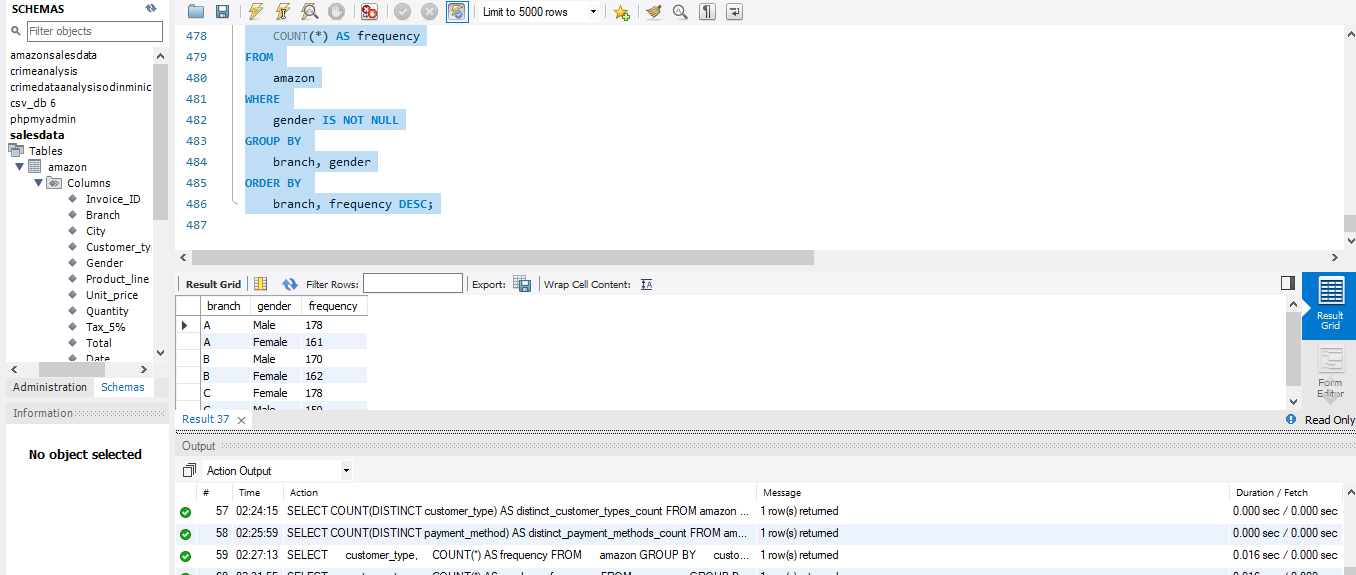 SCHEMAS
Filter objects
amazonsalesdata
crimeanalysis
crimedataanalysisodinminic
csv_db 6
phpmyadmin
salesdata
Tables
amazon
Columns
Invoice_ID
Branch
City
Customer_ty
Gender
Product_line
Unit_price
Quantity
Tax_5%
Total
Date
Administration Schemas
Information
No object selected
Limit to 5000 rows
478 COUNT(*) AS frequency
479 FROM
480 amazon
481 WHERE
482 gender IS NOT NULL
483 GROUP BY
484 branch, gender
485 ORDER BY
486 branch, frequency DESC;
487
Result Grid Filter Rows: Export: Wrap Cell Content:
branch gender frequency
A Male 178
A Female 161
B Male 170
B Female 162
C Female 178
C Male 150
Result Grid
Form Editor
Result 37
Read Only
Output
Action Output
# Time Action Message Duration / Fetch
57 02:24:15 SELECT COUNT(DISTINCT customer_type) AS distinct_customer_types_count FROM amazon ... 1 row(s) returned 0.000 sec / 0.000 sec
58 02:25:59 SELECT COUNT(DISTINCT payment_method) AS distinct_payment_methods_count FROM am... 1 row(s) returned 0.000 sec / 0.000 sec
59 02:27:13 SELECT customer_type, COUNT(*) AS frequency FROM amazon GROUP BY custo... 1 row(s) returned 0.016 sec / 0.000 sec